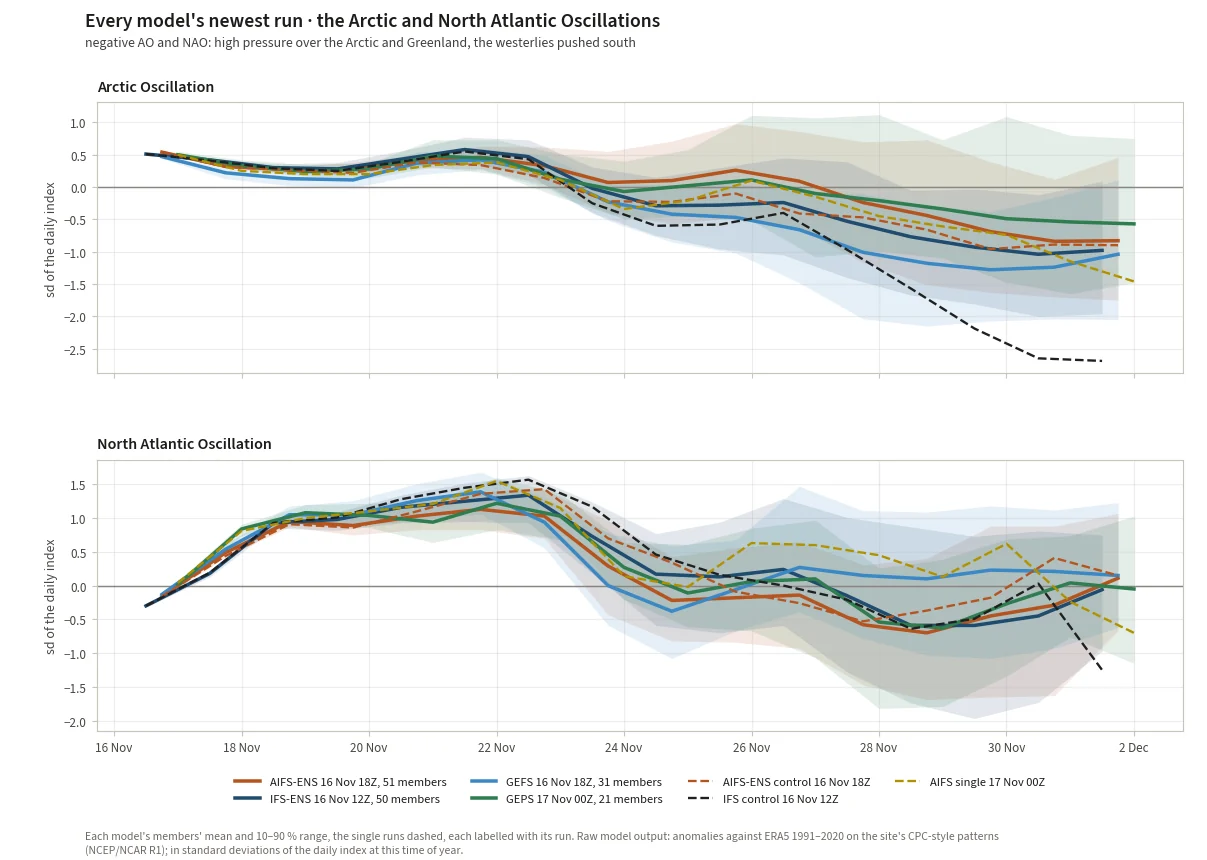 Every model's newest run · the Arctic and North Atlantic Oscillations
negative AO and NAO: high pressure over the Arctic and Greenland, the westerlies pushed south
Arctic Oscillation
sd of the daily index
1.0
0.5
0.0
−0.5
−1.0
−1.5
−2.0
−2.5
North Atlantic Oscillation
sd of the daily index
1.5
1.0
0.5
0.0
−0.5
−1.0
−1.5
−2.0
16 Nov 18 Nov 20 Nov 22 Nov 24 Nov 26 Nov 28 Nov 30 Nov 2 Dec
AIFS-ENS 16 Nov 18Z, 51 members GEFS 16 Nov 18Z, 31 members AIFS-ENS control 16 Nov 18Z AIFS single 17 Nov 00Z
IFS-ENS 16 Nov 12Z, 50 members GEPS 17 Nov 00Z, 21 members IFS control 16 Nov 12Z
Each model's members' mean and 10–90 % range, the single runs dashed, each labelled with its run. Raw model output: anomalies against ERA5 1991–2020 on the site's CPC-style patterns
(NCEP/NCAR R1); in standard deviations of the daily index at this time of year.